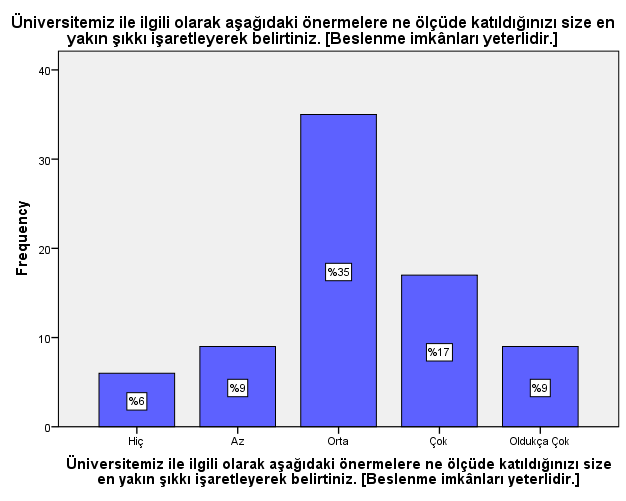 Üniversitemiz ile ilgili olarak aşağıdaki önermelere ne ölçüde katıldığınızı size en
yakın şıkkı işaretleyerek belirtiniz. [Beslenme imkânları yeterlidir.]
40
30
20
10
0
Frequency
%6
%9
%35
%17
%9
Hiç
Az
Orta
Çok
Oldukça Çok
Üniversitemiz ile ilgili olarak aşağıdaki önermelere ne ölçüde katıldığınızı size
en yakın şıkkı işaretleyerek belirtiniz. [Beslenme imkânları yeterlidir.]